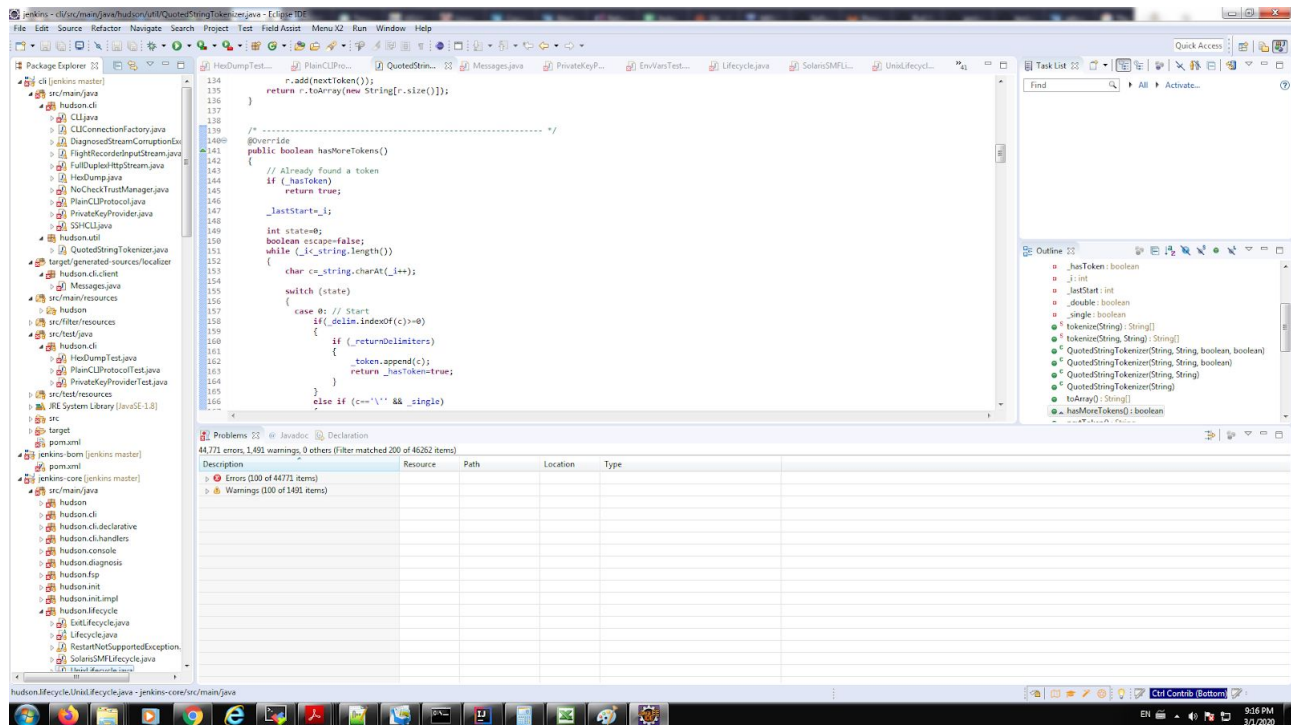 jenkins - cli/src/main/java/hudson/util/QuotedStringTokenizer.java - Eclipse IDE
File Edit Source Refactor Navigate Search Project Test Field Assist Menu X2 Run Window Help
Quick Access
Package Explorer
cli [jenkins master]
src/main/java
hudson.cli
CLI.java
CLIConnectionFactory.java
DiagnosedStreamCorruptionExc
FlightRecorderInputStream.java
FullDuplexHttpStream.java
HexDump.java
NoCheckTrustManager.java
PlainCLIProtocol.java
PrivateKeyProvider.java
SSHCLI.java
hudson.util
QuotedStringTokenizer.java
target/generated-sources/localizer
hudson.cli.client
Messages.java
src/main/resources
hudson
src/filter/resources
src/test/java
hudson.cli
HexDumpTest.java
PlainCLIProtocolTest.java
PrivateKeyProviderTest.java
src/test/resources
JRE System Library [JavaSE-1.8]
src
target
pom.xml
jenkins-bom [jenkins master]
pom.xml
jenkins-core [jenkins master]
src/main/java
hudson
hudson.cli
hudson.cli.declarative
hudson.cli.handlers
hudson.console
hudson.diagnosis
hudson.fsp
hudson.init
hudson.init.impl
hudson.lifecycle
ExitLifecycle.java
Lifecycle.java
RestartNotSupportedException.
SolarisSMFLifecycle.java
UnixLifecycle.java
HexDumpTest.... PlainCLIPro... QuotedStrin... Messages.java PrivateKeyP... EnvVarsTest.... Lifecycle.java SolarisSMFLi... UnixLifecycl... 41
134 r.add(nextToken());
135 return r.toArray(new String[r.size()]);
136 }
137
138
139 /* ------------------------------------------------------------ */
140 @Override
141 public boolean hasMoreTokens()
142 {
143 // Already found a token
144 if (_hasToken)
145 return true;
146
147 _lastStart=_i;
148
149 int state=0;
150 boolean escape=false;
151 while (_i<_string.length())
152 {
153 char c=_string.charAt(_i++);
154
155 switch (state)
156 {
157 case 0: // Start
158 if(_delim.indexOf(c)>=0)
159 {
160 if (_returnDelimiters)
161 {
162 _token.append(c);
163 return _hasToken=true;
164 }
165 }
166 else if (c=='\'' && _single)
Problems @ Javadoc Declaration
44,771 errors, 1,491 warnings, 0 others (Filter matched 200 of 46262 items)
Description Resource Path Location Type
Errors (100 of 44771 items)
Warnings (100 of 1491 items)
Task List
Find All Activate...
Outline
_hasToken : boolean
_i : int
_lastStart : int
_double : boolean
_single : boolean
tokenize(String) : String[]
tokenize(String, String) : String[]
QuotedStringTokenizer(String, String, boolean, boolean)
QuotedStringTokenizer(String, String, boolean)
QuotedStringTokenizer(String, String)
QuotedStringTokenizer(String)
toArray() : String[]
hasMoreTokens() : boolean
hudson.lifecycle.UnixLifecycle.java - jenkins-core/src/main/java
Ctrl Contrib (Bottom)
EN
9:16 PM
3/1/2020